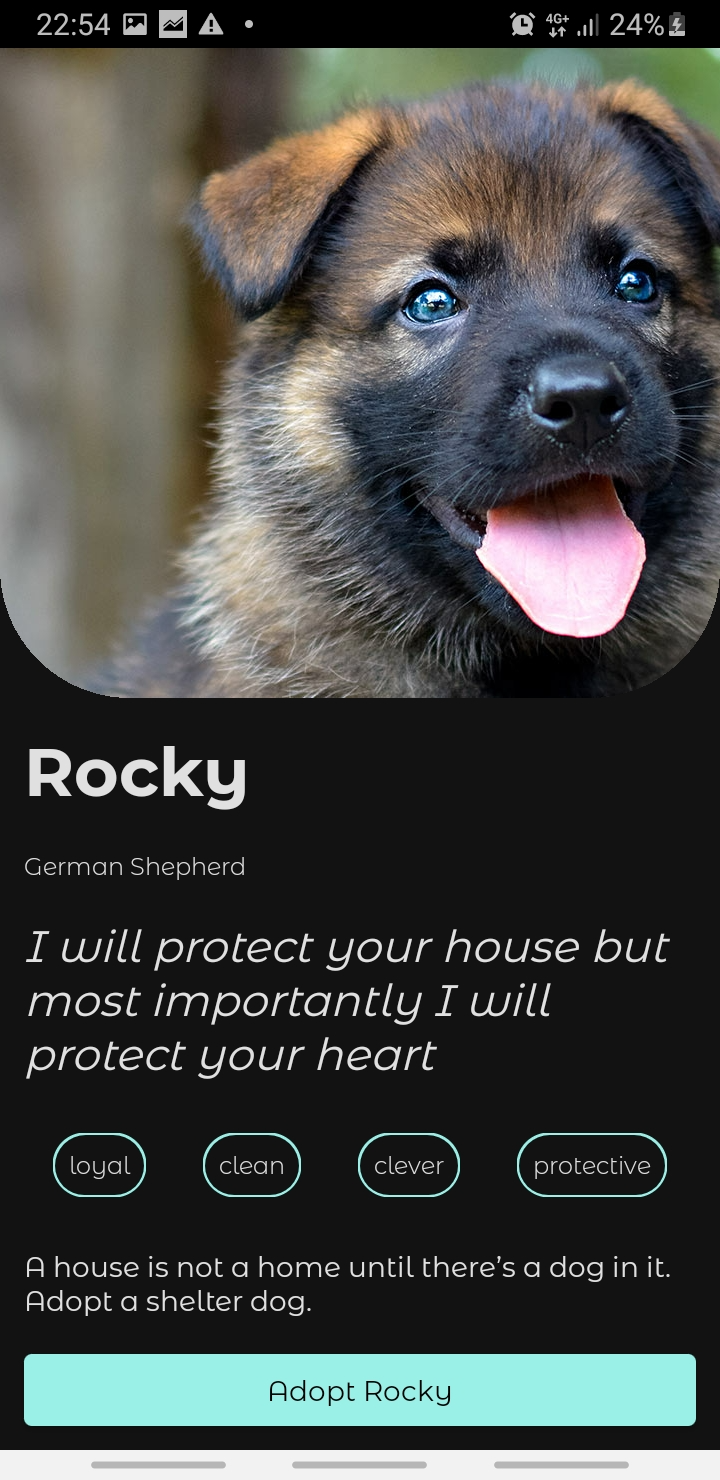 22:54
4G+
24%
Rocky
German Shepherd
I will protect your house but
most importantly I will
protect your heart
loyal clean clever protective
A house is not a home until there’s a dog in it.
Adopt a shelter dog.
Adopt Rocky